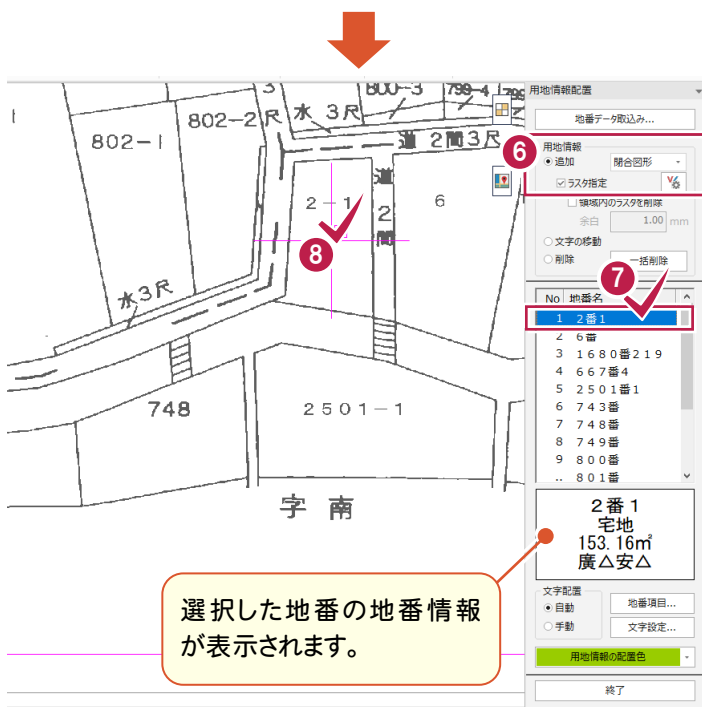 3
800-3
799-4
799
802-1
802-2
尺
水 3尺
道 2間3尺
2-1
道
2
間
6
8
水3尺
748
2501-1
字 南
選択した地番の地番情報
が表示されます。
用地情報配置
地番データ取込み...
6
用地情報
追加
閉合図形
ラスタ指定
領域内のラスタを削除
余白 1.00 mm
文字の移動
削除
一括削除
7
No 地番名
1 2番1
2 6番
3 1680番219
4 667番4
5 2501番1
6 743番
7 748番
8 749番
9 800番
.. 801番
2番1
宅地
153.16㎡
廣△安△
文字配置
自動
地番項目...
手動
文字設定...
用地情報の配置色
終了